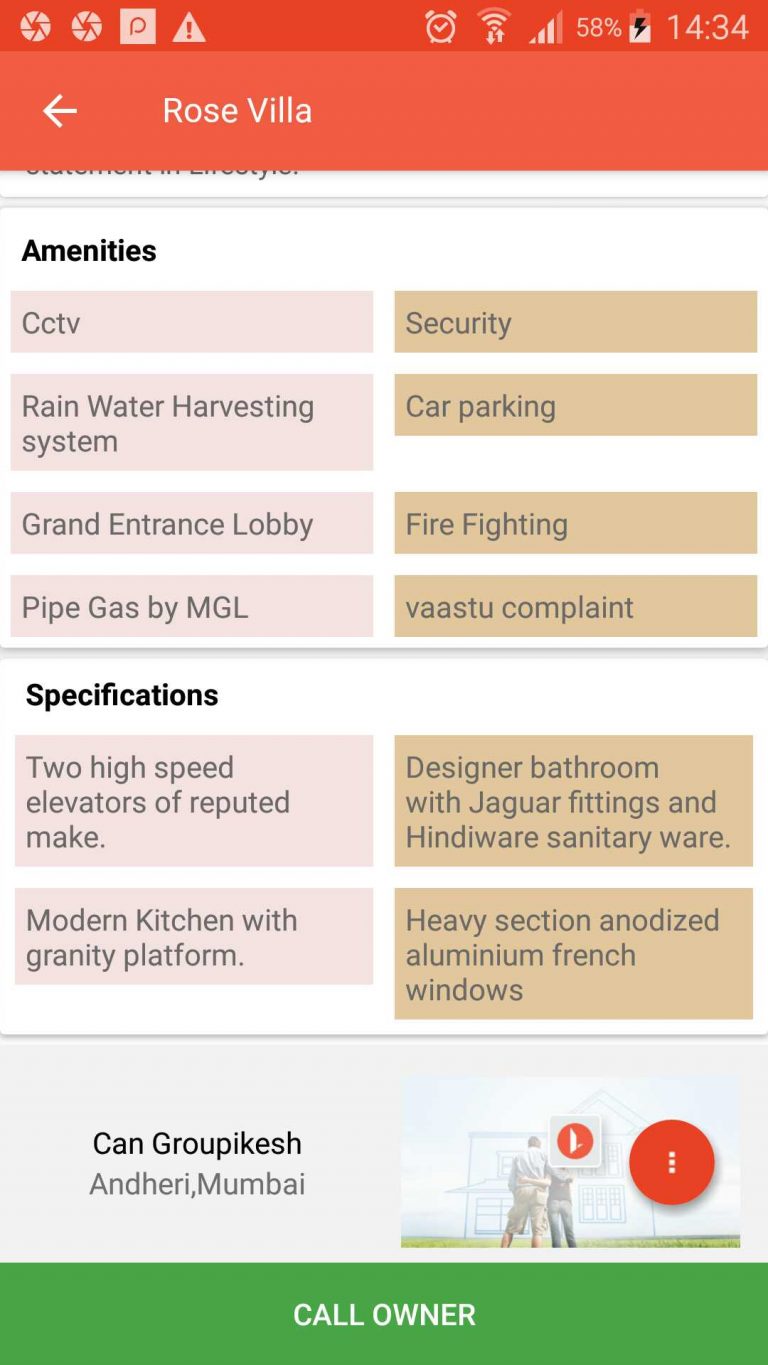 58% 14:34
Rose Villa
statement in Lifestyle.
Amenities
Cctv
Security
Rain Water Harvesting
system
Car parking
Grand Entrance Lobby
Fire Fighting
Pipe Gas by MGL
vaastu complaint
Specifications
Two high speed
elevators of reputed
make.
Designer bathroom
with Jaguar fittings and
Hindiware sanitary ware.
Modern Kitchen with
granity platform.
Heavy section anodized
aluminium french
windows
Can Groupikesh
Andheri,Mumbai
CALL OWNER